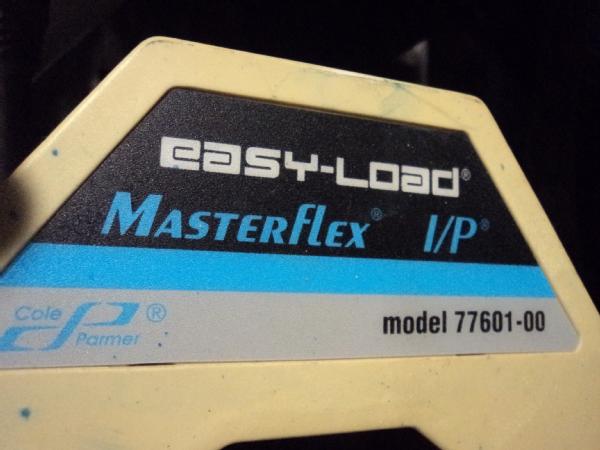 easy-Load®
MasterFlex® I/P®
Cole
Parmer ®
model 77601-00